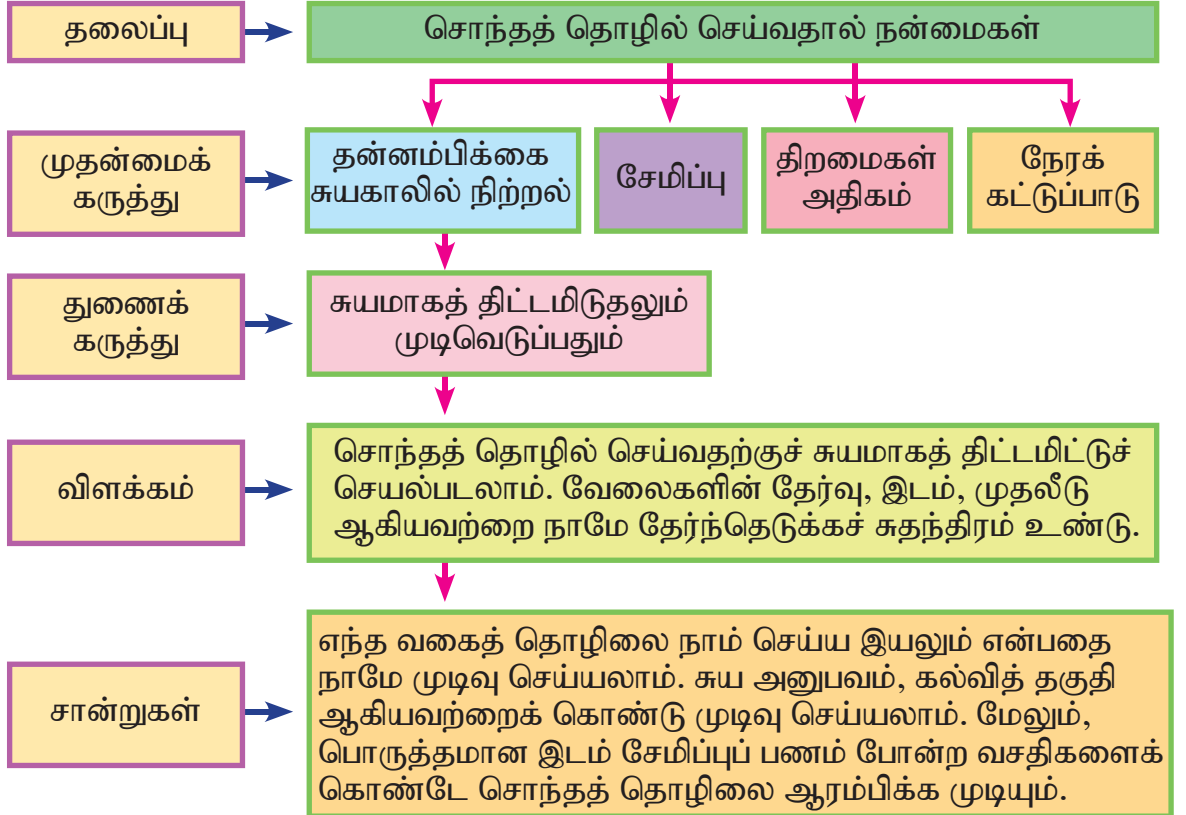 தலைப்பு
சொந்தத் தொழில் செய்வதால் நன்மைகள்
முதன்மைக்
கருத்து
தன்னம்பிக்கை
சுயகாலில் நிற்றல்
சேமிப்பு
திறமைகள்
அதிகம்
நேரக்
கட்டுப்பாடு
துணைக்
கருத்து
சுயமாகத் திட்டமிடுதலும்
முடிவெடுப்பதும்
விளக்கம்
சொந்தத் தொழில் செய்வதற்குச் சுயமாகத் திட்டமிட்டுச்
செயல்படலாம். வேலைகளின் தேர்வு, இடம், முதலீடு
ஆகியவற்றை நாமே தேர்ந்தெடுக்கச் சுதந்திரம் உண்டு.
சான்றுகள்
எந்த வகைத் தொழிலை நாம் செய்ய இயலும் என்பதை
நாமே முடிவு செய்யலாம். சுய அனுபவம், கல்வித் தகுதி
ஆகியவற்றைக் கொண்டு முடிவு செய்யலாம். மேலும்,
பொருத்தமான இடம் சேமிப்புப் பணம் போன்ற வசதிகளைக்
கொண்டே சொந்தத் தொழிலை ஆரம்பிக்க முடியும்.